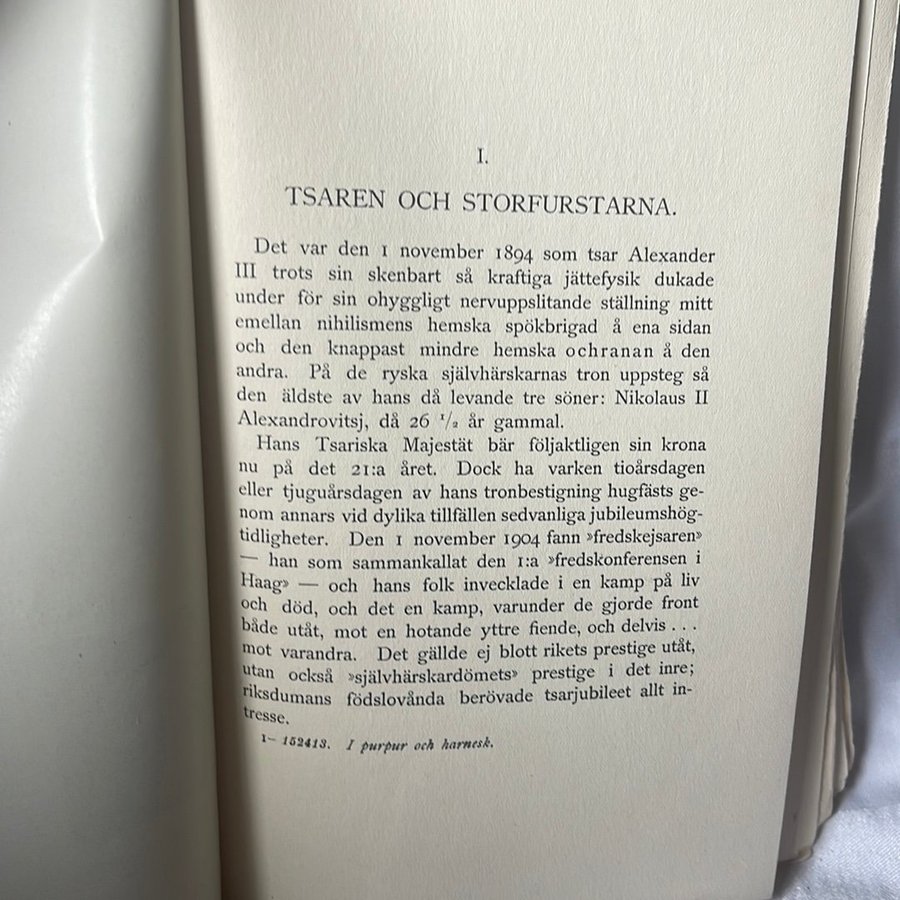 I.
TSAREN OCH STORFURSTARNA.
Det var den 1 november 1894 som tsar Alexander
III trots sin skenbart så kraftiga jättefysik dukade
under för sin ohyggligt nervuppslitande ställning mitt
emellan nihilismens hemska spökbrigad å ena sidan
och den knappast mindre hemska ochranan å den
andra. På de ryska självhärskarnas tron uppsteg så
den äldste av hans då levande tre söner: Nikolaus II
Alexandrovitsj, då 26 1/2 år gammal.
Hans Tsariska Majestät bär följaktligen sin krona
nu på det 21:a året. Dock ha varken tioårsdagen
eller tjuguårsdagen av hans tronbestigning hugfästs ge-
nom annars vid dylika tillfällen sedvanliga jubileumshög-
tidligheter. Den 1 november 1904 fann »fredskejsaren»
— han som sammankallat den 1:a »fredskonferensen i
Haag» — och hans folk invecklade i en kamp på liv
och död, och det en kamp, varunder de gjorde front
både utåt, mot en hotande yttre fiende, och delvis . . .
mot varandra. Det gällde ej blott rikets prestige utåt,
utan också »självhärskardömets» prestige i det inre;
riksdumans födslovånda berövade tsarjubileet allt in-
tresse.
1— 152413. I purpur och harnesk.